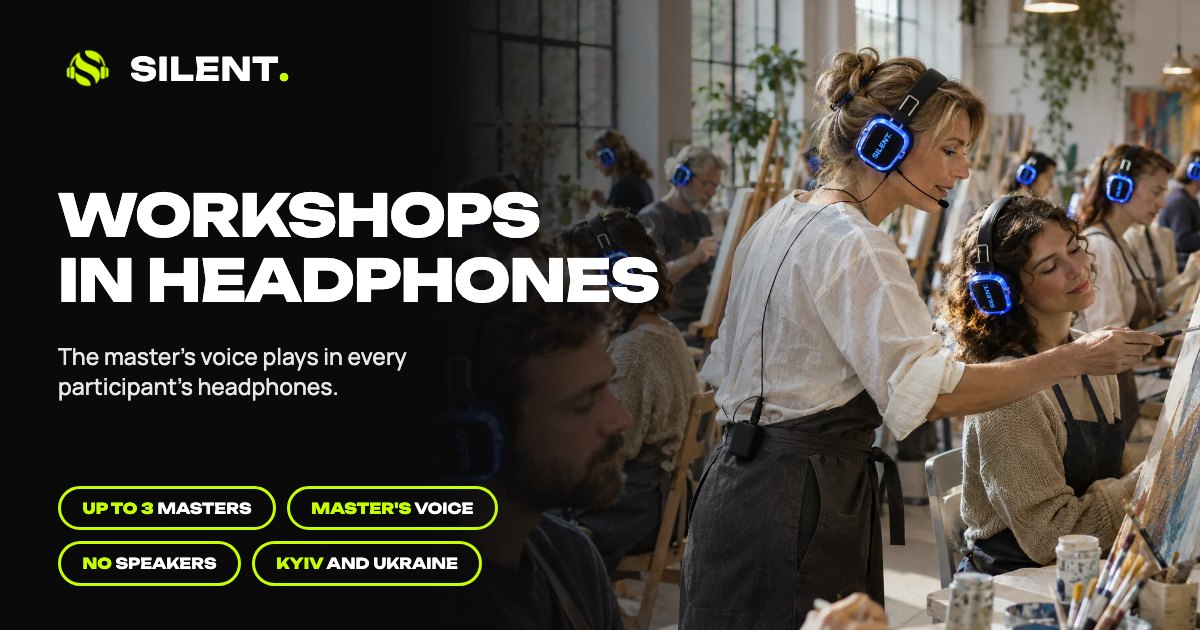 SILENT.
WORKSHOPS
IN HEADPHONES
The master's voice plays in every
participant's headphones.
UP TO 3 MASTERS
MASTER'S VOICE
NO SPEAKERS
KYIV AND UKRAINE
SILENT.
SILENT.